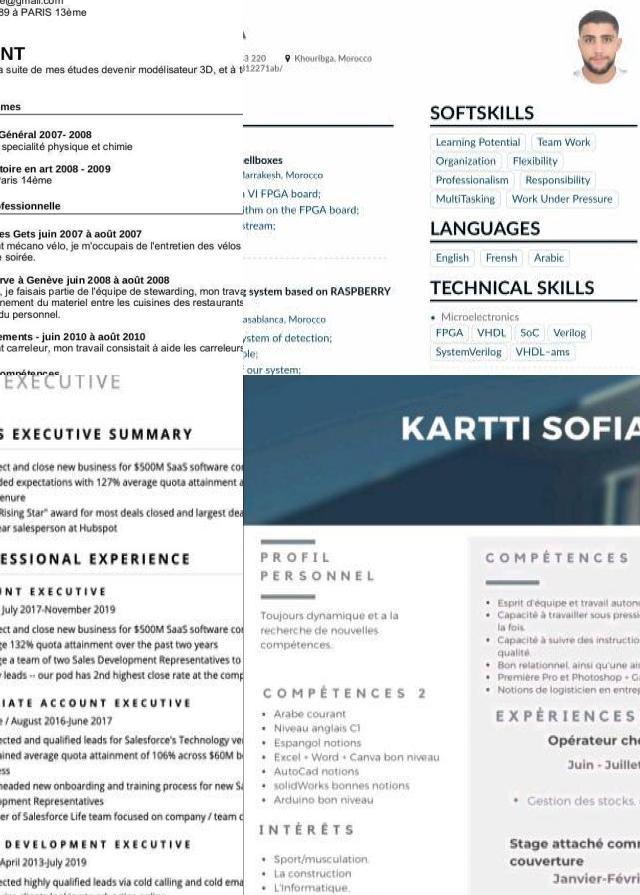 e@gmail.com
89 à PARIS 13ème
NT
a suite de mes études devenir modélisateur 3D, et à t
mes
Général 2007- 2008
specialité physique et chimie
toire en art 2008 - 2009
aris 14ème
fessionnelle
es Gets juin 2007 à août 2007
nt mécano vélo, je m'occupais de l'entretien des vélos
e soirée.
rve à Genève juin 2008 à août 2008
, je faisais partie de l'équipe de stewarding, mon trava
nement du materiel entre les cuisines des restaurants
du personnel.
ements - juin 2010 à août 2010
nt carreleur, mon travail consistait à aide les carreleurs
ompétences
3 220 Khouribga, Morocco
312271ab/
ellboxes
Marrakesh, Morocco
VI FPGA board;
ithm on the FPGA board;
stream;
g system based on RASPBERRY
asablanca, Morocco
ystem of detection;
ole;
our system;
SOFTSKILLS
Learning Potential Team Work
Organization Flexibility
Professionalism Responsibility
MultiTasking Work Under Pressure
LANGUAGES
English Frensh Arabic
TECHNICAL SKILLS
• Microelectronics
FPGA VHDL SoC Verilog
SystemVerilog VHDL-ams
EXECUTIVE
S EXECUTIVE SUMMARY
ect and close new business for $500M SaaS software co
ded expectations with 127% average quota attainment a
enure
Rising Star" award for most deals closed and largest dea
ear salesperson at Hubspot
ESSIONAL EXPERIENCE
NT EXECUTIVE
July 2017-November 2019
ect and close new business for $500M SaaS software cor
ge 132% quota attainment over the past two years
ge a team of two Sales Development Representatives to
y leads -- our pod has 2nd highest close rate at the comp
IATE ACCOUNT EXECUTIVE
e / August 2016-June 2017
ected and qualified leads for Salesforce's Technology ver
ained average quota attainment of 106% across $60M b
ess
headed new onboarding and training process for new Sa
opment Representatives
er of Salesforce Life team focused on company / team c
DEVELOPMENT EXECUTIVE
April 2013-July 2019
cted highly qualified leads via cold calling and cold ema
KARTTI SOFIA
PROFIL
PERSONNEL
Toujours dynamique et a la
recherche de nouvelles
compétences.
COMPÉTENCES 2
• Arabe courant
• Niveau anglais C1
• Espangol notions
• Excel + Word + Canva bon niveau
• AutoCad notions
• solidWorks bonnes notions
• Arduino bon niveau
INTÉRÊTS
• Sport/musculation.
• La construction
• L'Informatique.
COMPÉTENCES
• Esprit d'équipe et travail auton
• Capacité à travailler sous pressi
la fois.
• Capacité à suivre des instructio
qualité.
• Bon relationnel, ainsi qu'une ais
• Première Pro et Photoshop + Ga
• Notions de logisticien en entrep
EXPÉRIENCES
Opérateur che
Juin - Juillet
• Gestion des stocks.
Stage attaché comm
couverture
Janvier-Févri